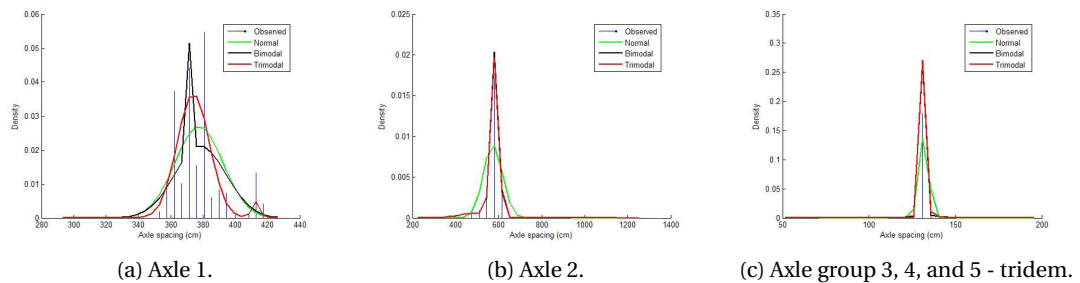 0.06
0.05
0.04
0.03
0.02
0.01
0
Density
280 300 320 340 360 380 400 420 440
Axle spacing (cm)
Observed
Normal
Bimodal
Trimodal
(a) Axle 1.
0.025
0.02
0.015
0.01
0.005
0
Density
200 400 600 800 1000 1200 1400
Axle spacing (cm)
Observed
Normal
Bimodal
Trimodal
(b) Axle 2.
0.35
0.3
0.25
0.2
0.15
0.1
0.05
0
Density
50 100 150 200
Axle spacing (cm)
Observed
Normal
Bimodal
Trimodal
(c) Axle group 3, 4, and 5 - tridem.